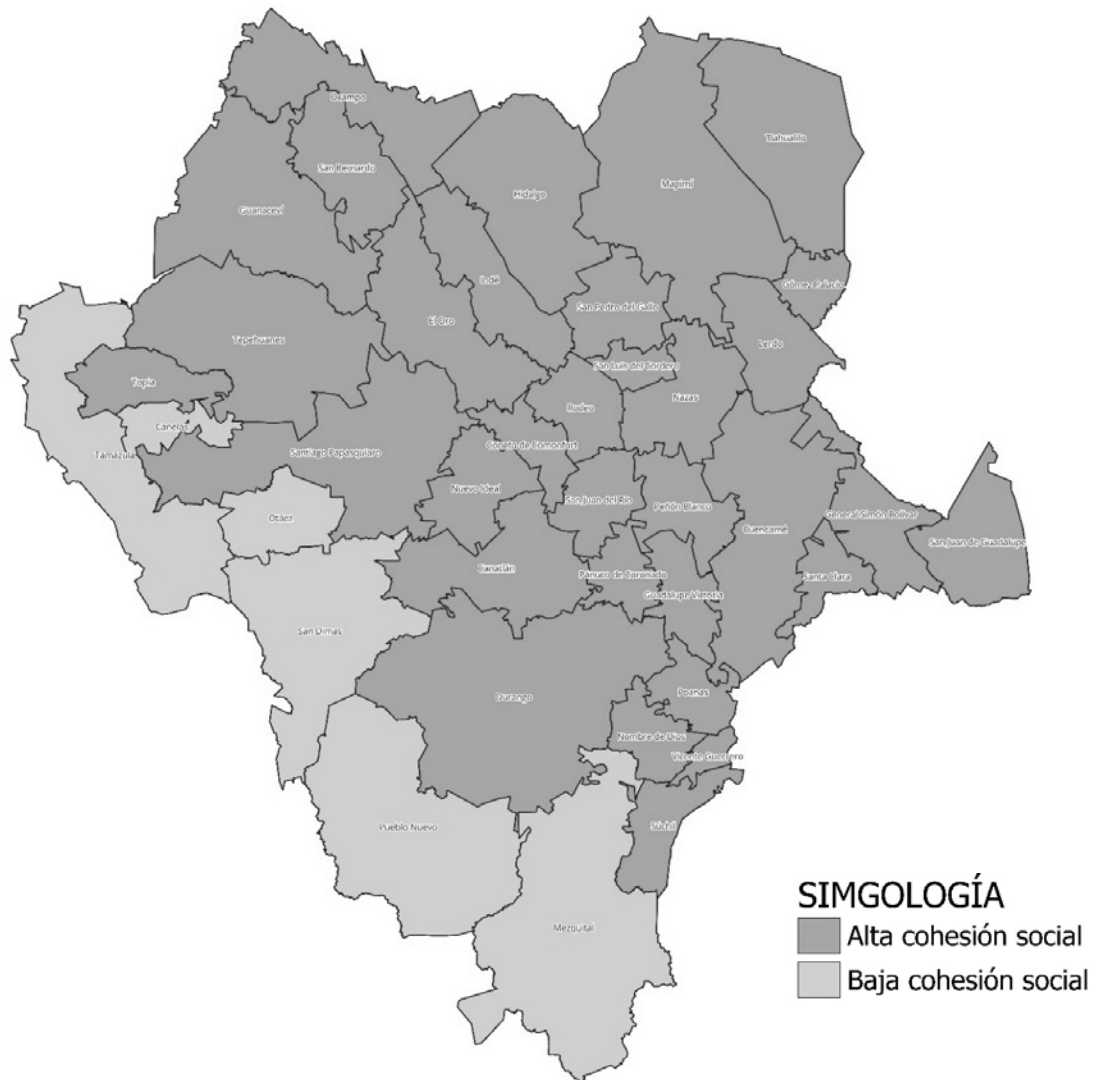 Ocampo
Tlahualilo
San Bernardo
Mapimí
Hidalgo
Guanaceví
Indé
Gómez Palacio
San Pedro del Gallo
El Oro
Tepehuanes
Lerdo
San Luis del Cordero
Topia
Nazas
Rodeo
Canelas
Coneto de Comonfort
Tamazula
Santiago Papasquiaro
Nuevo Ideal
San Juan del Río
Peñón Blanco
General Simón Bolívar
Otáez
Cuencamé
San Juan de Guadalupe
Canatlán
Pánuco de Coronado
Santa Clara
Guadalupe Victoria
San Dimas
Poanas
Durango
Nombre de Dios
Vicente Guerrero
Pueblo Nuevo
Súchil
SIMGOLOGÍA
Alta cohesión social
Mezquital
Baja cohesión social